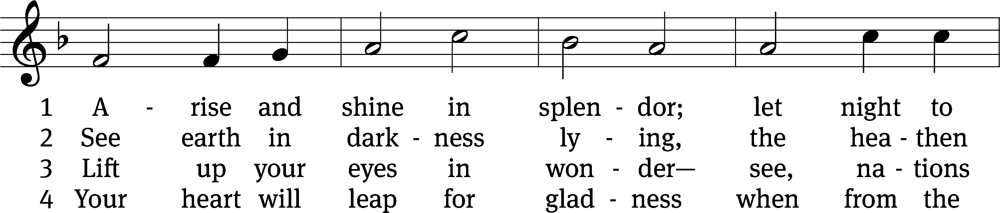 1 A - rise and shine in splen - dor; let night to
2 See earth in dark - ness ly - ing, the hea - then
3 Lift up your eyes in won - der— see, na - tions
4 Your heart will leap for glad - ness when from the